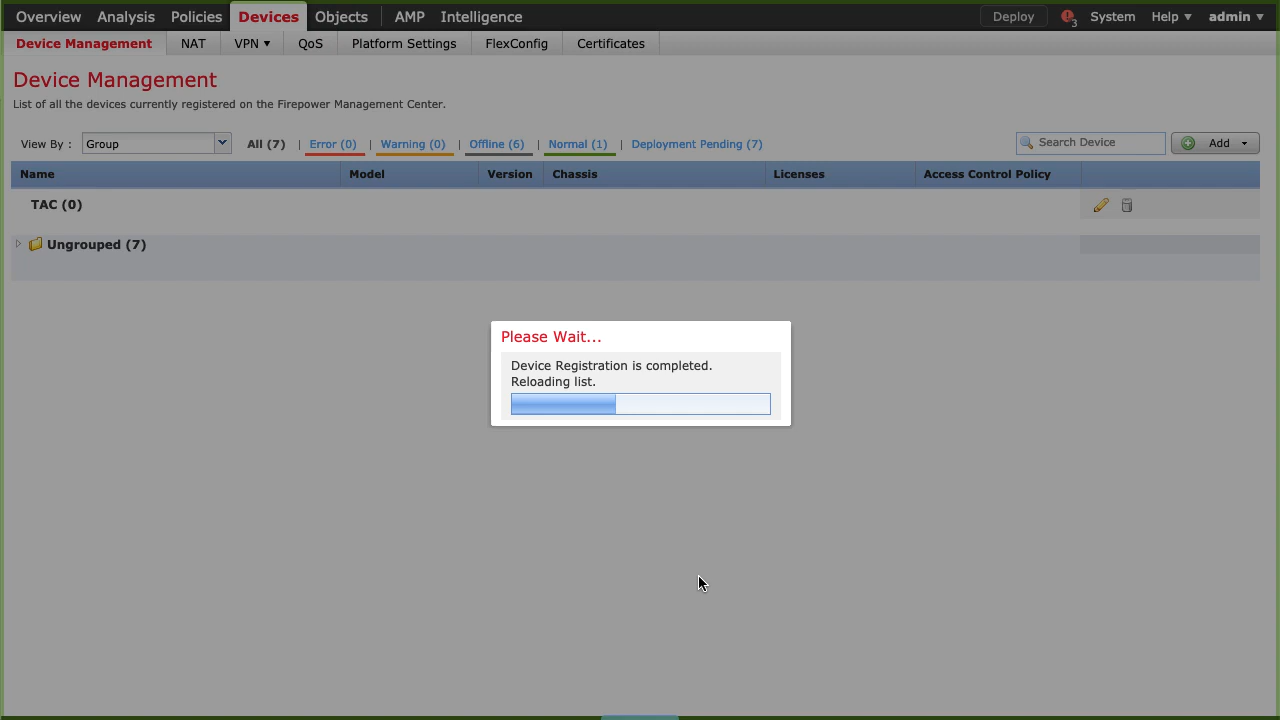 Overview Analysis Policies Devices Objects AMP Intelligence Deploy 3 System Help ▼ admin ▼
Device Management NAT VPN ▼ QoS Platform Settings FlexConfig Certificates
Device Management
List of all the devices currently registered on the Firepower Management Center.
View By : Group All (7) | Error (0) | Warning (0) | Offline (6) | Normal (1) | Deployment Pending (7) Search Device Add
Name Model Version Chassis Licenses Access Control Policy
TAC (0)
Ungrouped (7)
Please Wait...
Device Registration is completed.
Reloading list.